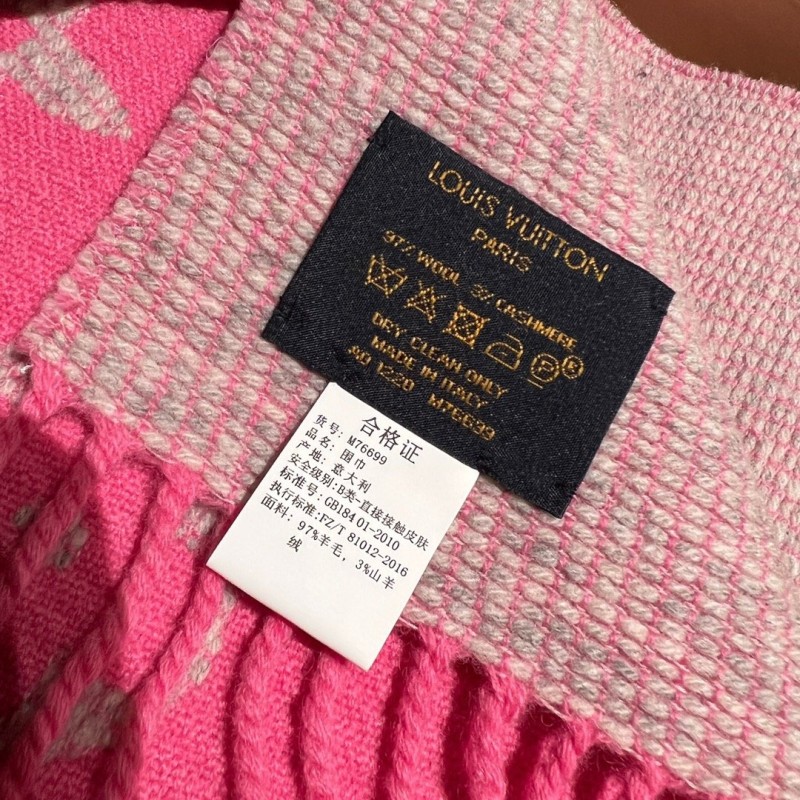 LOUIS VUITTON
PARIS
97% WOOL 3% CASHMERE
DRY CLEAN ONLY
MADE IN ITALY
AO 1220 M76699
合格证
货号: M76699
品名: 围巾
产地: 意大利
安全级别:B类-直接接触皮肤
标准号: GB184 01-2010
执行标准:FZ/T 81012-2016
面料: 97%羊毛, 3%山羊
绒